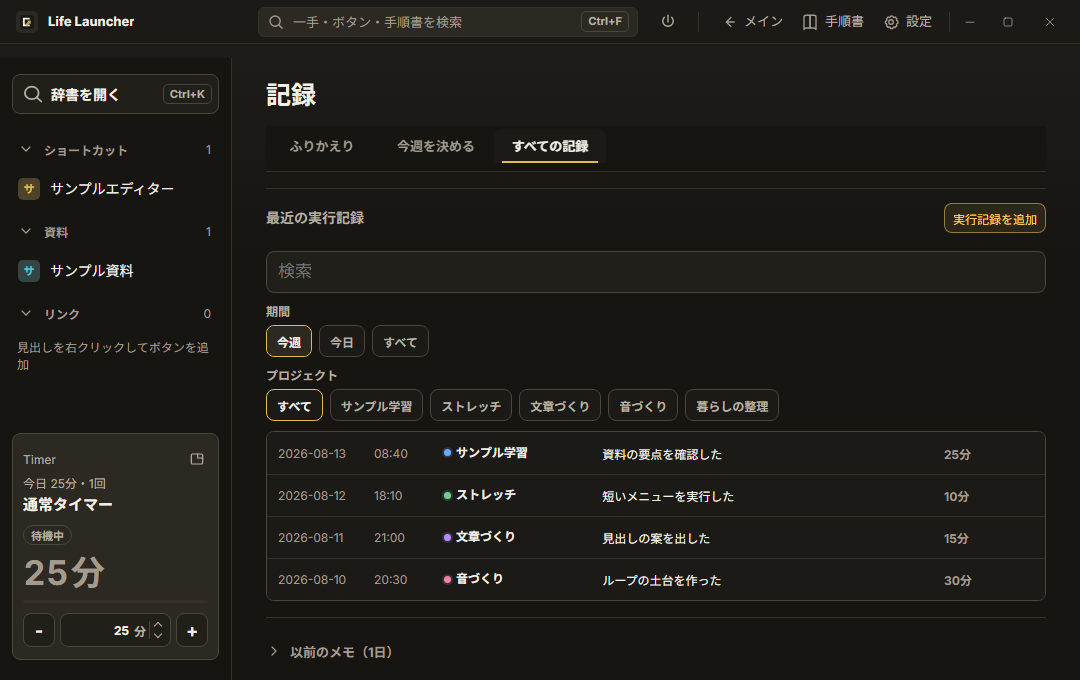 Life Launcher
一手・ボタン・手順書を検索 Ctrl+F
メイン 手順書 設定
辞書を開く Ctrl+K
ショートカット 1
サ サンプルエディター
資料 1
サ サンプル資料
リンク 0
見出しを右クリックしてボタンを追
加
Timer
今日 25分・1回
通常タイマー
待機中
25分
- 25 分 +
記録
ふりかえり 今週を決める すべての記録
最近の実行記録 実行記録を追加
検索
期間
今週 今日 すべて
プロジェクト
すべて サンプル学習 ストレッチ 文章づくり 音づくり 暮らしの整理
2026-08-13 08:40 サンプル学習 資料の要点を確認した 25分
2026-08-12 18:10 ストレッチ 短いメニューを実行した 10分
2026-08-11 21:00 文章づくり 見出しの案を出した 15分
2026-08-10 20:30 音づくり ループの土台を作った 30分
以前のメモ（1日）